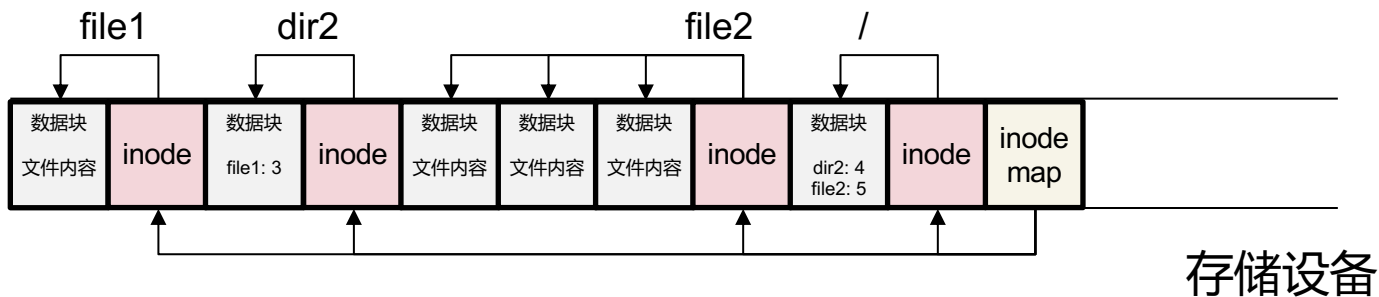 file1
dir2
file2
/
数据块
文件内容
inode
数据块
file1: 3
inode
数据块
文件内容
数据块
文件内容
数据块
文件内容
inode
数据块
dir2: 4
file2: 5
inode
inode
map
存储设备